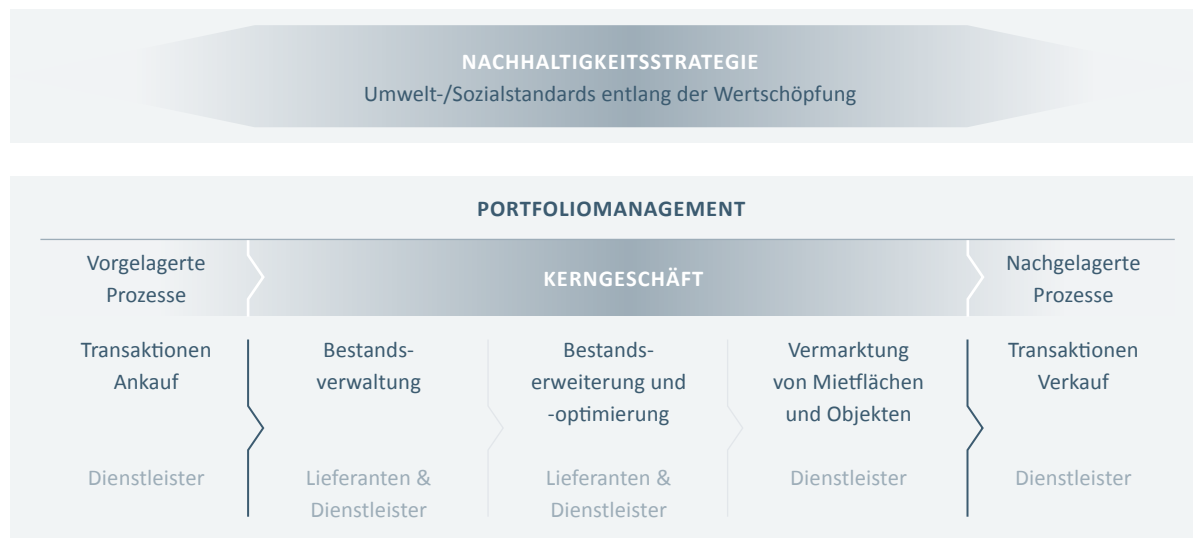 NACHHALTIGKEITSSTRATEGIE
Umwelt-/Sozialstandards entlang der Wertschöpfung
PORTFOLIOMANAGEMENT
Vorgelagerte
Prozesse
KERNGESCHÄFT
Nachgelagerte
Prozesse
Transaktionen
Ankauf
Bestands-
verwaltung
Bestands-
erweiterung und
-optimierung
Vermarktung
von Mietflächen
und Objekten
Transaktionen
Verkauf
Dienstleister
Lieferanten &
Dienstleister
Lieferanten &
Dienstleister
Dienstleister
Dienstleister